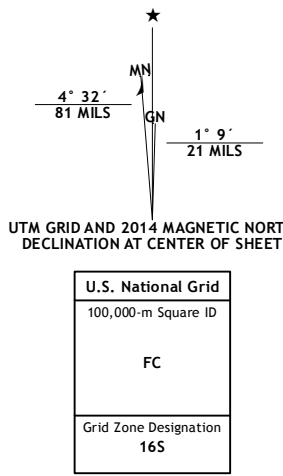 MN
4° 32´
81 MILS
GN
1° 9´
21 MILS
UTM GRID AND 2014 MAGNETIC NORT
DECLINATION AT CENTER OF SHEET
U.S. National Grid
100,000-m Square ID
FC
Grid Zone Designation
16S